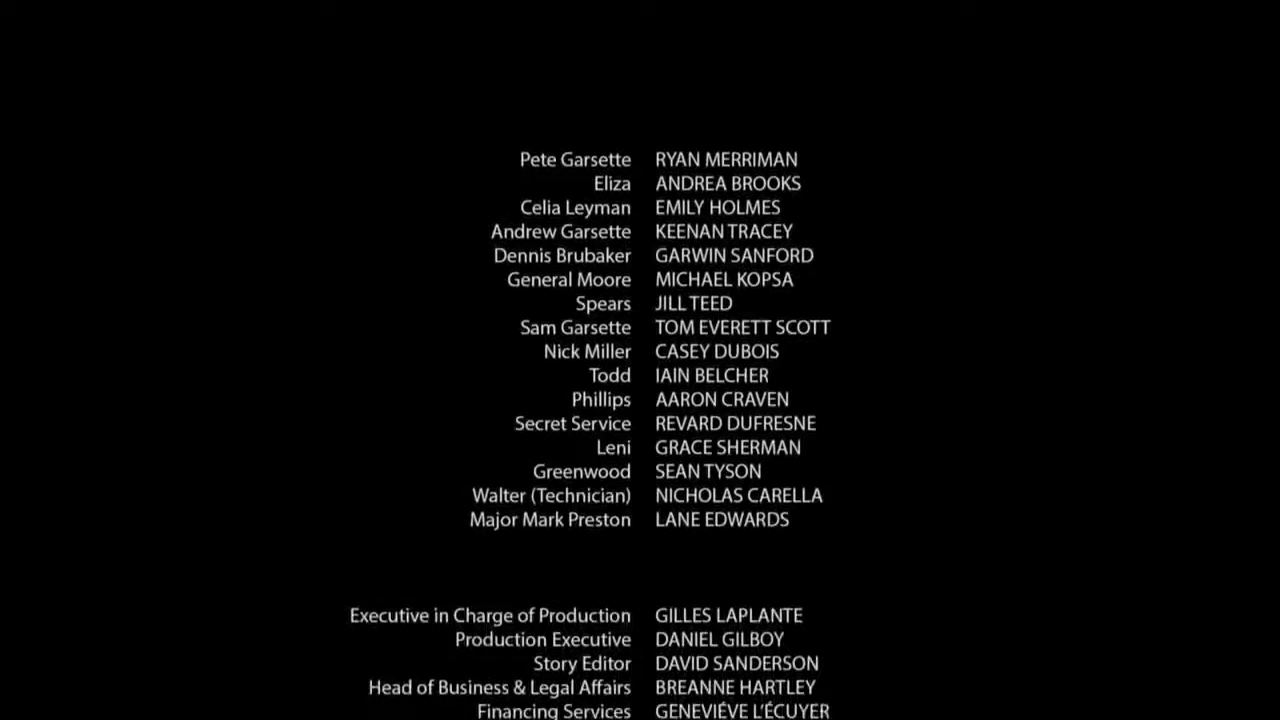 Pete Garsette RYAN MERRIMAN
Eliza ANDREA BROOKS
Celia Leyman EMILY HOLMES
Andrew Garsette KEENAN TRACEY
Dennis Brubaker GARWIN SANFORD
General Moore MICHAEL KOPSA
Spears JILL TEED
Sam Garsette TOM EVERETT SCOTT
Nick Miller CASEY DUBOIS
Todd IAIN BELCHER
Phillips AARON CRAVEN
Secret Service REVARD DUFRESNE
Leni GRACE SHERMAN
Greenwood SEAN TYSON
Walter (Technician) NICHOLAS CARELLA
Major Mark Preston LANE EDWARDS
Executive in Charge of Production GILLES LAPLANTE
Production Executive DANIEL GILBOY
Story Editor DAVID SANDERSON
Head of Business & Legal Affairs BREANNE HARTLEY
Financing Services GENEVIÉVE L'ÉCUYER